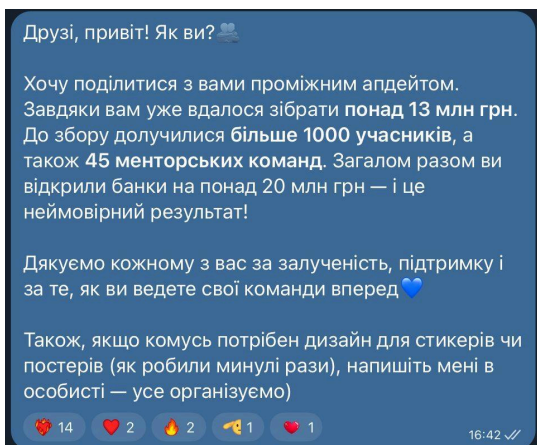 Друзі, привіт! Як ви?🫂
Хочу поділитися з вами проміжним апдейтом.
Завдяки вам уже вдалося зібрати понад 13 млн грн.
До збору долучилися більше 1000 учасників, а
також 45 менторських команд. Загалом разом ви
відкрили банки на понад 20 млн грн — і це
неймовірний результат!
Дякуємо кожному з вас за залученість, підтримку і
за те, як ви ведете свої команди вперед💙
Також, якщо комусь потрібен дизайн для стикерів чи
постерів (як робили минулі рази), напишіть мені в
особисті — усе організуємо)
14 2 2 1 1 16:42